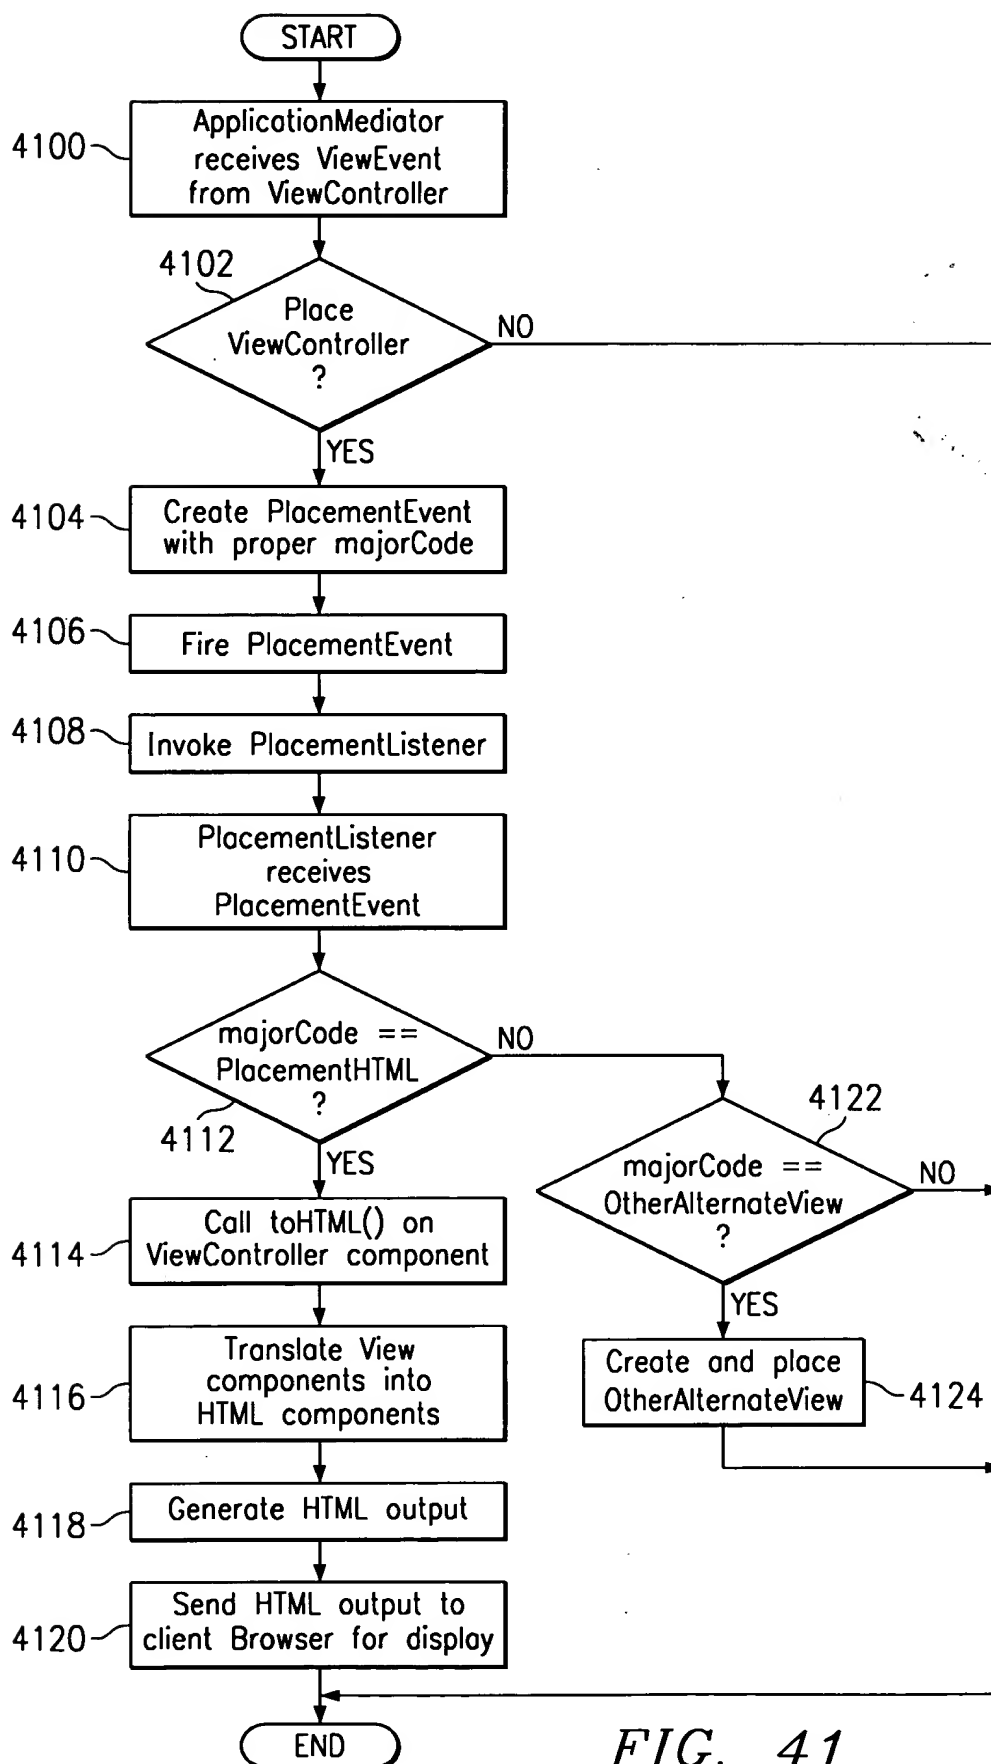 START
4100
ApplicationMediator
receives ViewEvent
from ViewController
4102
Place
ViewController
?
NO
YES
4104
Create PlacementEvent
with proper majorCode
4106
Fire PlacementEvent
4108
Invoke PlacementListener
4110
PlacementListener
receives
PlacementEvent
majorCode ==
PlacementHTML
?
NO
4112
YES
4122
majorCode ==
OtherAlternateView
?
NO
YES
4114
Call toHTML() on
ViewController component
4116
Translate View
components into
HTML components
Create and place
OtherAlternateView
4124
4118
Generate HTML output
4120
Send HTML output to
client Browser for display
END
FIG. 41